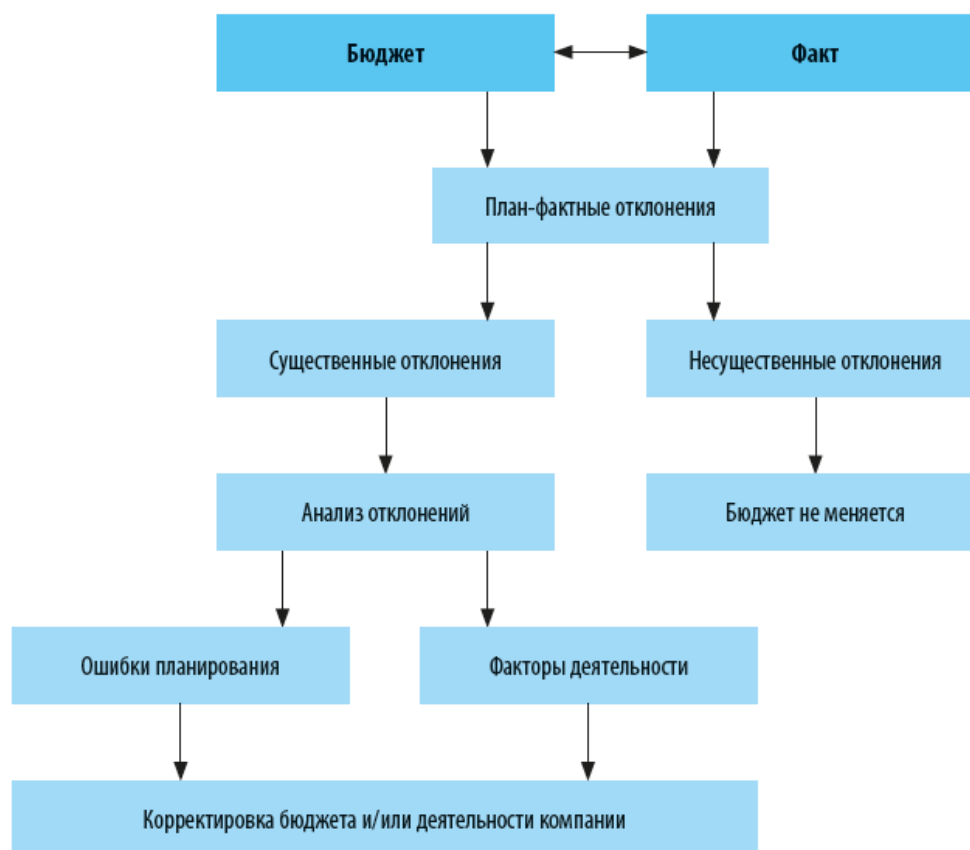 Бюджет
Факт
План-фактные отклонения
Существенные отклонения
Несущественные отклонения
Анализ отклонений
Бюджет не меняется
Ошибки планирования
Факторы деятельности
Корректировка бюджета и/или деятельности компании